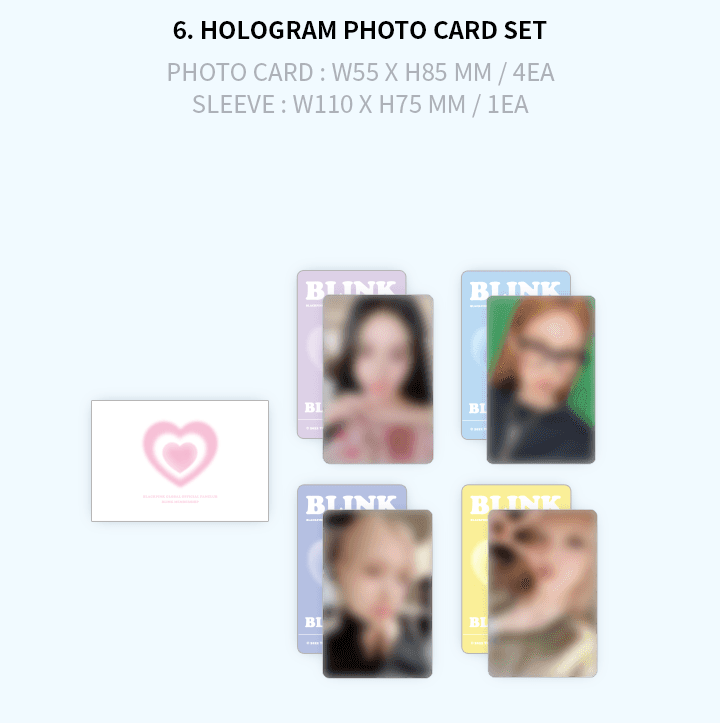 6. HOLOGRAM PHOTO CARD SET
PHOTO CARD : W55 X H85 MM / 4EA
SLEEVE : W110 X H75 MM / 1EA
BLINK
BLINK
BL
BL
BLINK
BLINK
BL
BL